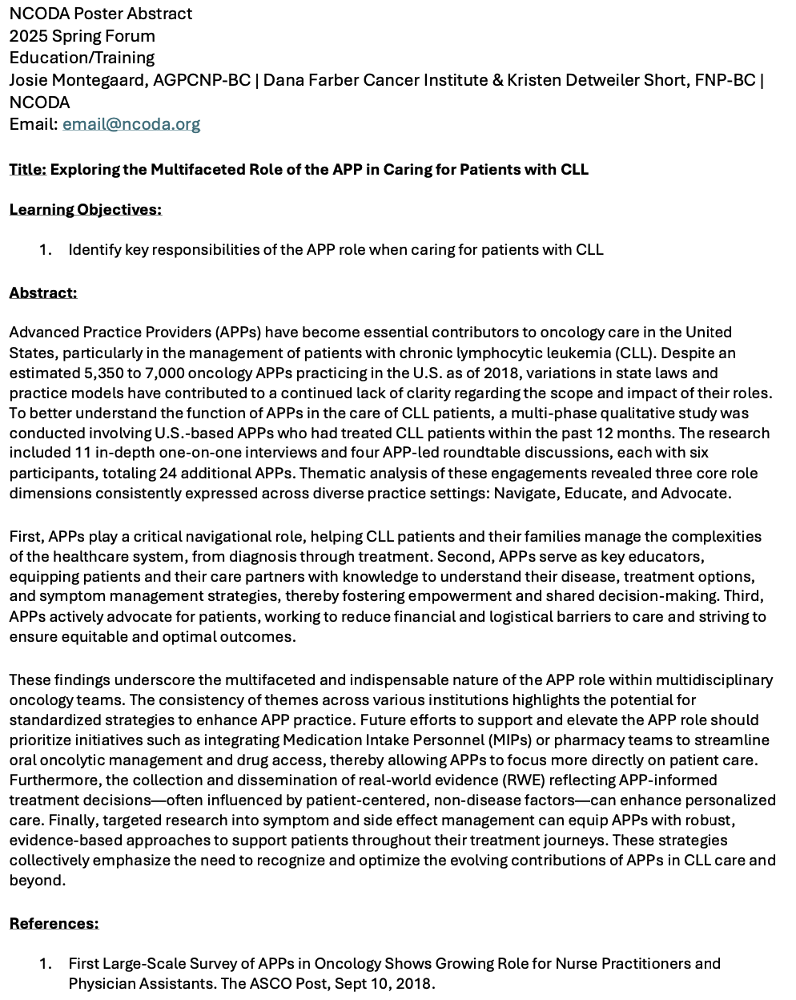 NCODA Poster Abstract
2025 Spring Forum
Education/Training
Josie Montegaard, AGPCNP-BC | Dana Farber Cancer Institute & Kristen Detweiler Short, FNP-BC |
NCODA
Email: email@ncoda.org
Title: Exploring the Multifaceted Role of the APP in Caring for Patients with CLL
Learning Objectives:
1. Identify key responsibilities of the APP role when caring for patients with CLL
Abstract:
Advanced Practice Providers (APPs) have become essential contributors to oncology care in the United
States, particularly in the management of patients with chronic lymphocytic leukemia (CLL). Despite an
estimated 5,350 to 7,000 oncology APPs practicing in the U.S. as of 2018, variations in state laws and
practice models have contributed to a continued lack of clarity regarding the scope and impact of their roles.
To better understand the function of APPs in the care of CLL patients, a multi-phase qualitative study was
conducted involving U.S.-based APPs who had treated CLL patients within the past 12 months. The research
included 11 in-depth one-on-one interviews and four APP-led roundtable discussions, each with six
participants, totaling 24 additional APPs. Thematic analysis of these engagements revealed three core role
dimensions consistently expressed across diverse practice settings: Navigate, Educate, and Advocate.
First, APPs play a critical navigational role, helping CLL patients and their families manage the complexities
of the healthcare system, from diagnosis through treatment. Second, APPs serve as key educators,
equipping patients and their care partners with knowledge to understand their disease, treatment options,
and symptom management strategies, thereby fostering empowerment and shared decision-making. Third,
APPs actively advocate for patients, working to reduce financial and logistical barriers to care and striving to
ensure equitable and optimal outcomes.
These findings underscore the multifaceted and indispensable nature of the APP role within multidisciplinary
oncology teams. The consistency of themes across various institutions highlights the potential for
standardized strategies to enhance APP practice. Future efforts to support and elevate the APP role should
prioritize initiatives such as integrating Medication Intake Personnel (MIPs) or pharmacy teams to streamline
oral oncolytic management and drug access, thereby allowing APPs to focus more directly on patient care.
Furthermore, the collection and dissemination of real-world evidence (RWE) reflecting APP-informed
treatment decisions—often influenced by patient-centered, non-disease factors—can enhance personalized
care. Finally, targeted research into symptom and side effect management can equip APPs with robust,
evidence-based approaches to support patients throughout their treatment journeys. These strategies
collectively emphasize the need to recognize and optimize the evolving contributions of APPs in CLL care and
beyond.
References:
1. First Large-Scale Survey of APPs in Oncology Shows Growing Role for Nurse Practitioners and
Physician Assistants. The ASCO Post, Sept 10, 2018.